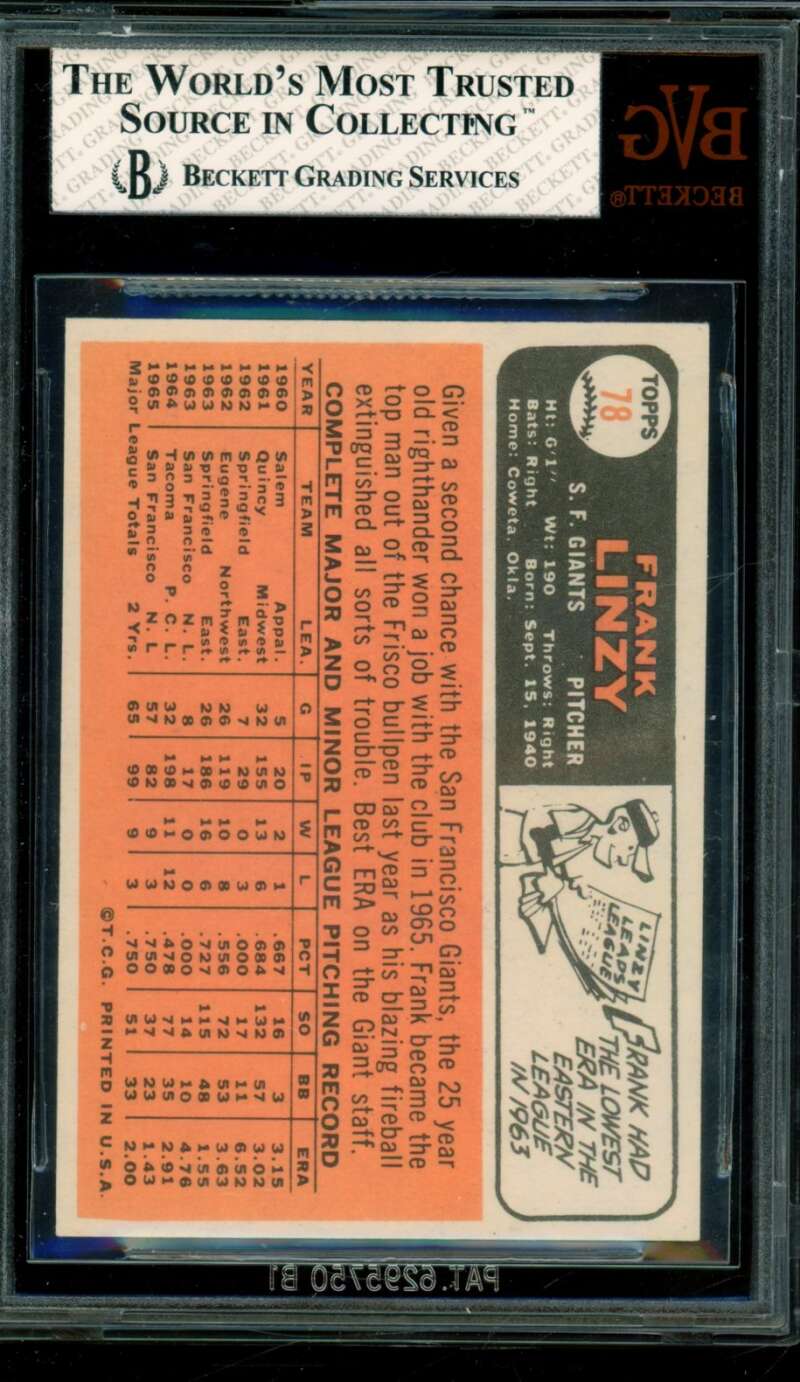 THE WORLD'S MOST TRUSTED
SOURCE IN COLLECTING™
B BECKETT GRADING SERVICES
BVG
BECKETT®
TOPPS
78
FRANK
LINZY
S. F. GIANTS PITCHER
Ht: 6'1" Wt: 190 Throws: Right
Bats: Right Born: Sept. 15, 1940
Home: Coweta, Okla.
LINZY
LEADS
LEAGUE
FRANK HAD
THE LOWEST
ERA IN THE
EASTERN
LEAGUE
IN 1963
Given a second chance with the San Francisco Giants, the 25 year
old righthander won a job with the club in 1965. Frank became the
top man out of the Frisco bullpen last year as his blazing fireball
extinguished all sorts of trouble. Best ERA on the Giant staff.
COMPLETE MAJOR AND MINOR LEAGUE PITCHING RECORD
YEAR TEAM LEA. G IP W L PCT SO BB ERA
1960 Salem Appal. 5 20 2 1 .667 16 3 3.15
1961 Quincy Midwest 32 155 13 6 .684 132 57 3.02
1962 Springfield East. 7 29 0 3 .000 17 11 6.52
1962 Eugene Northwest 26 119 10 8 .556 72 53 3.63
1963 Springfield East. 26 186 16 6 .727 115 48 1.55
1963 San Francisco N. L. 8 17 0 0 .000 14 10 4.76
1964 Tacoma P. C. L. 32 198 11 12 .478 77 35 2.91
1965 San Francisco N. L 57 82 9 3 .750 37 23 1.43
Major League Totals 2 Yrs. 65 99 9 3 .750 51 33 2.00
©T.C.G. PRINTED IN U.S.A.
PAT.6295750 B1